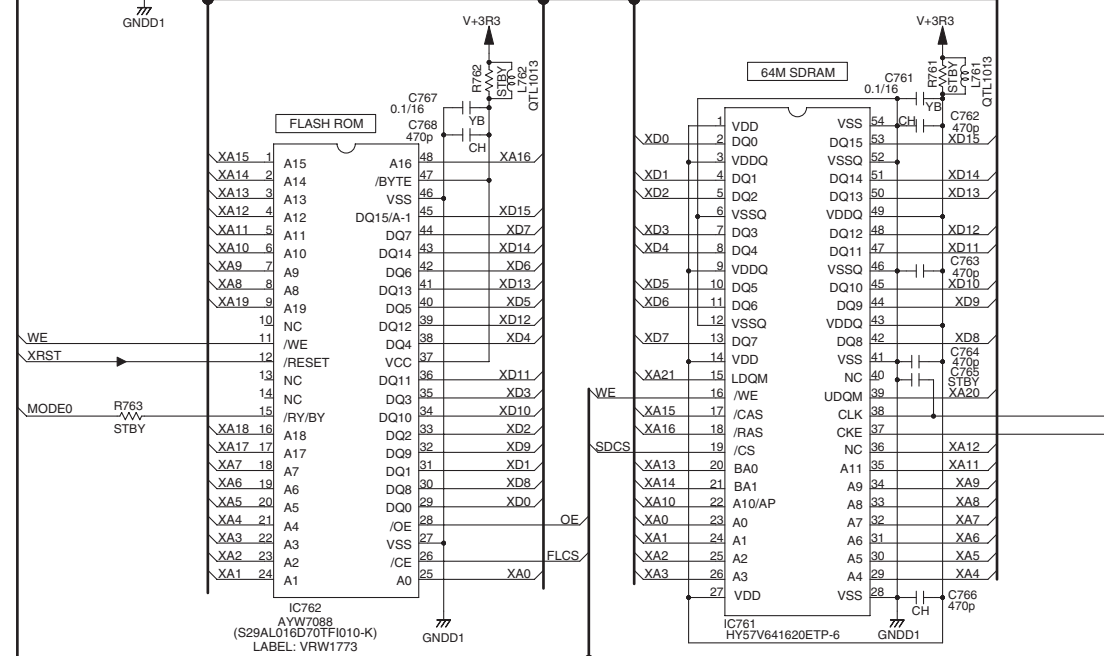 GNDD1
V+3R3
R762
STBY
L762
QTL1013
C767
0.1/16
YB
C768
470p
CH
FLASH ROM
XA15 1 A15 A16 48 XA16
XA14 2 A14 /BYTE 47
XA13 3 A13 VSS 46
XA12 4 A12 DQ15/A-1 45 XD15
XA11 5 A11 DQ7 44 XD7
XA10 6 A10 DQ14 43 XD14
XA9 7 A9 DQ6 42 XD6
XA8 8 A8 DQ13 41 XD13
XA19 9 A19 DQ5 40 XD5
10 NC DQ12 39 XD12
WE 11 /WE DQ4 38 XD4
XRST 12 /RESET VCC 37
13 NC DQ11 36 XD11
14 NC DQ3 35 XD3
MODE0 R763 STBY 15 /RY/BY DQ10 34 XD10
XA18 16 A18 DQ2 33 XD2
XA17 17 A17 DQ9 32 XD9
XA7 18 A7 DQ1 31 XD1
XA6 19 A6 DQ8 30 XD8
XA5 20 A5 DQ0 29 XD0
XA4 21 A4 /OE 28 OE
XA3 22 A3 VSS 27
XA2 23 A2 /CE 26 FLCS
XA1 24 A1 A0 25 XA0
IC762
AYW7088
(S29AL016D70TFI010-K)
LABEL: VRW1773
GNDD1
V+3R3
R761
STBY
L761
QTL1013
64M SDRAM
C761
0.1/16
YB
CH
C762
470p
1 VDD VSS 54
XD0 2 DQ0 DQ15 53 XD15
3 VDDQ VSSQ 52
XD1 4 DQ1 DQ14 51 XD14
XD2 5 DQ2 DQ13 50 XD13
6 VSSQ VDDQ 49
XD3 7 DQ3 DQ12 48 XD12
XD4 8 DQ4 DQ11 47 XD11
9 VDDQ VSSQ 46 C763 470p
XD5 10 DQ5 DQ10 45 XD10
XD6 11 DQ6 DQ9 44 XD9
12 VSSQ VDDQ 43
XD7 13 DQ7 DQ8 42 XD8
14 VDD VSS 41 C764 470p
XA21 15 LDQM NC 40 C765 STBY
WE 16 /WE UDQM 39 XA20
XA15 17 /CAS CLK 38
XA16 18 /RAS CKE 37
SDCS 19 /CS NC 36 XA12
XA13 20 BA0 A11 35 XA11
XA14 21 BA1 A9 34 XA9
XA10 22 A10/AP A8 33 XA8
XA0 23 A0 A7 32 XA7
XA1 24 A1 A6 31 XA6
XA2 25 A2 A5 30 XA5
XA3 26 A3 A4 29 XA4
27 VDD VSS 28 C766 470p
CH
IC761
HY57V641620ETP-6
GNDD1